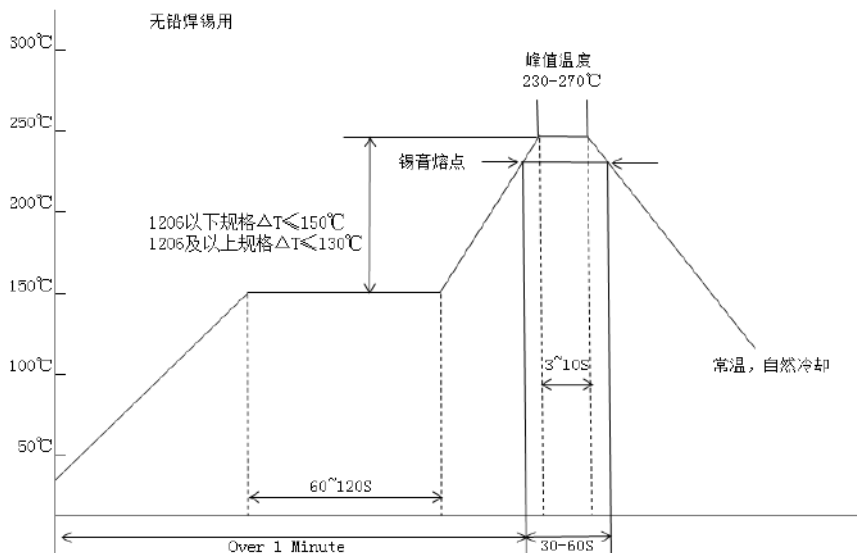 无铅焊锡用
300℃
峰值温度
230-270℃
250℃
锡膏熔点
200℃
1206以下规格△T≤150℃
1206及以上规格△T≤130℃
150℃
100℃
3~10S
常温，自然冷却
50℃
60~120S
Over 1 Minute
30-60S